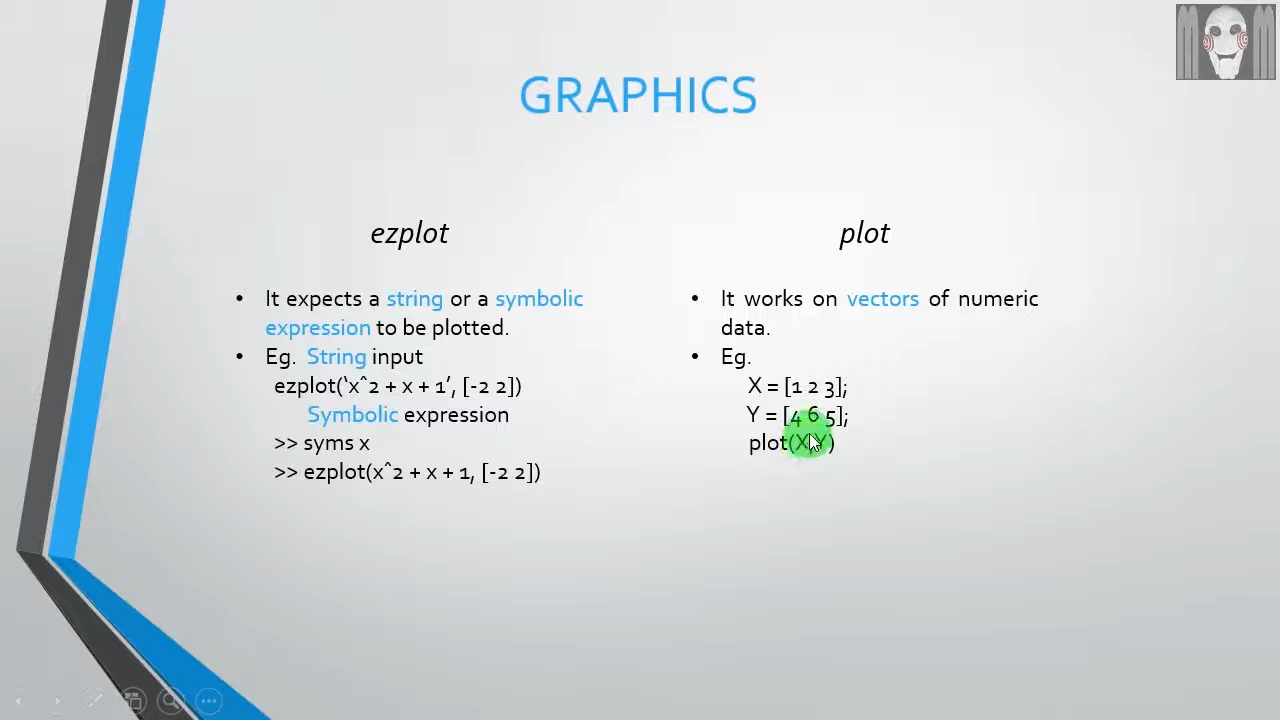 GRAPHICS
ezplot
• It expects a string or a symbolic
expression to be plotted.
• Eg. String input
ezplot(‘x^2 + x + 1’, [-2 2])
Symbolic expression
>> syms x
>> ezplot(x^2 + x + 1, [-2 2])
plot
• It works on vectors of numeric
data.
• Eg.
X = [1 2 3];
Y = [4 6 5];
plot(X,Y)